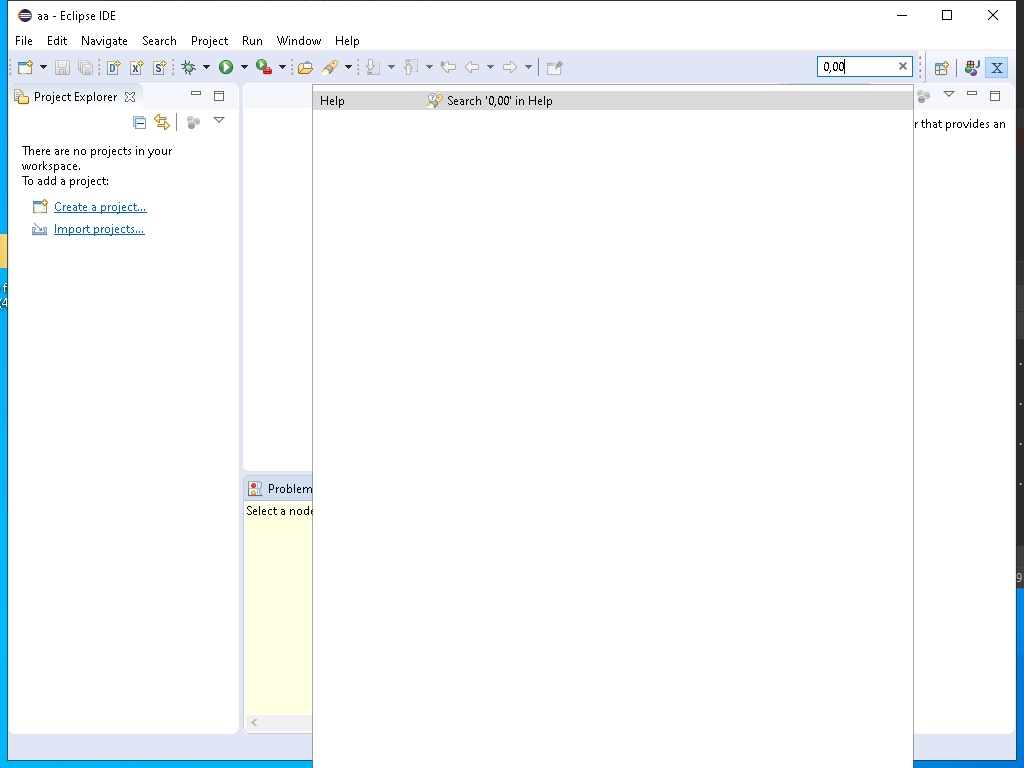 aa - Eclipse IDE
File Edit Navigate Search Project Run Window Help
0,00
Project Explorer
Help Search '0,00' in Help
r that provides an
There are no projects in your
workspace.
To add a project:
Create a project...
Import projects...
Problem
Select a node
f
(4
9